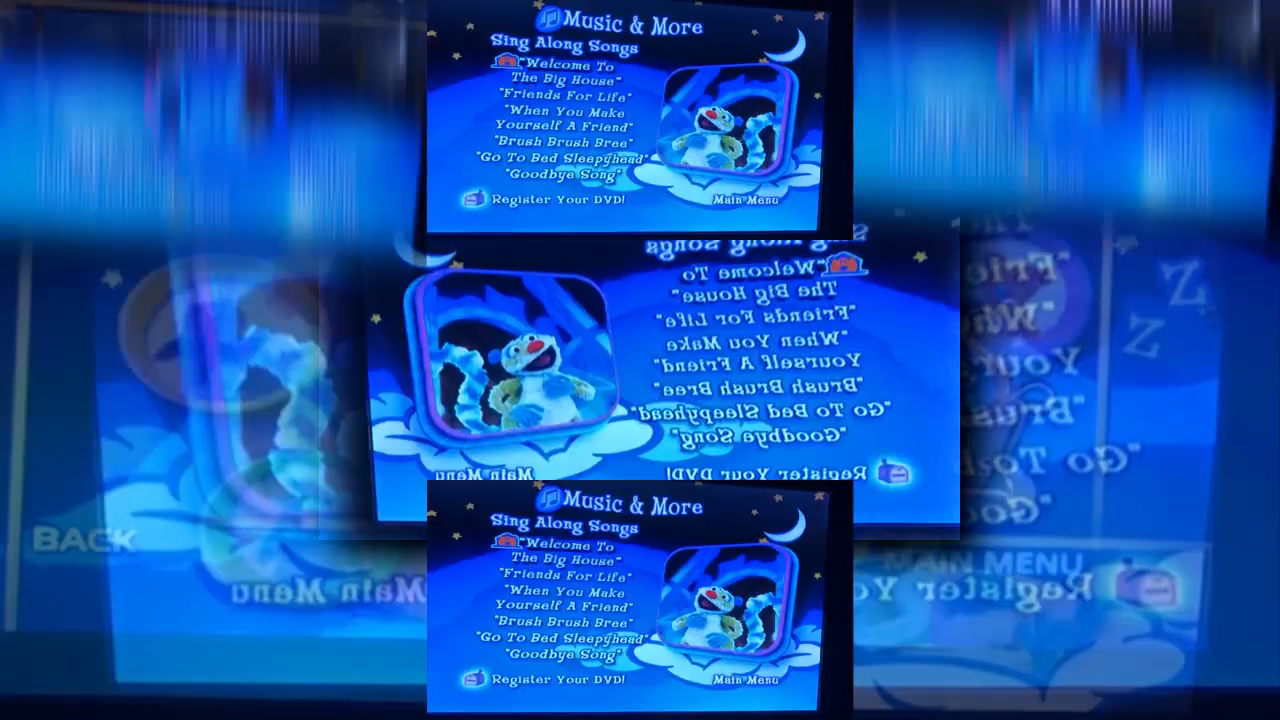 Music & More
Sing Along Songs
"Welcome To
The Big House"
"Friends For Life"
"When You Make
Yourself A Friend"
"Brush Brush Bree"
"Go To Bed Sleepyhead"
"Goodbye Song"
Register Your DVD!
Main Menu
Sing Along Songs
"Welcome To
The Big House"
"Friends For Life"
"When You Make
Yourself A Friend"
"Brush Brush Bree"
"Go To Bed Sleepyhead"
"Goodbye Song"
Register Your DVD!
Main Menu
Z
Z
BACK
Main Menu
MAIN MENU
Music & More
Sing Along Songs
"Welcome To
The Big House"
"Friends For Life"
"When You Make
Yourself A Friend"
"Brush Brush Bree"
"Go To Bed Sleepyhead"
"Goodbye Song"
Register Your DVD!
Main Menu